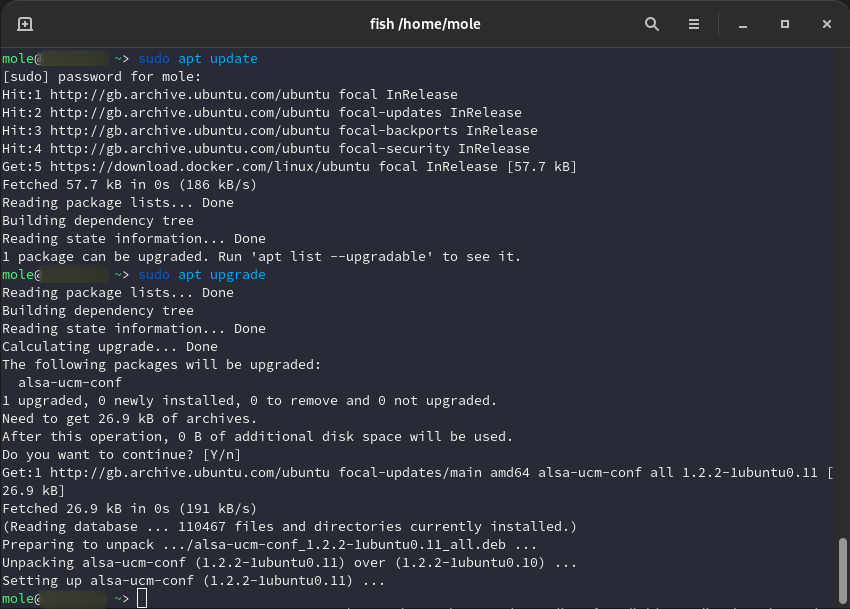 fish /home/mole
mole@ ~> sudo apt update
[sudo] password for mole:
Hit:1 http://gb.archive.ubuntu.com/ubuntu focal InRelease
Hit:2 http://gb.archive.ubuntu.com/ubuntu focal-updates InRelease
Hit:3 http://gb.archive.ubuntu.com/ubuntu focal-backports InRelease
Hit:4 http://gb.archive.ubuntu.com/ubuntu focal-security InRelease
Get:5 https://download.docker.com/linux/ubuntu focal InRelease [57.7 kB]
Fetched 57.7 kB in 0s (186 kB/s)
Reading package lists... Done
Building dependency tree
Reading state information... Done
1 package can be upgraded. Run 'apt list --upgradable' to see it.
mole@ ~> sudo apt upgrade
Reading package lists... Done
Building dependency tree
Reading state information... Done
Calculating upgrade... Done
The following packages will be upgraded:
  alsa-ucm-conf
1 upgraded, 0 newly installed, 0 to remove and 0 not upgraded.
Need to get 26.9 kB of archives.
After this operation, 0 B of additional disk space will be used.
Do you want to continue? [Y/n]
Get:1 http://gb.archive.ubuntu.com/ubuntu focal-updates/main amd64 alsa-ucm-conf all 1.2.2-1ubuntu0.11 [
26.9 kB]
Fetched 26.9 kB in 0s (191 kB/s)
(Reading database ... 110467 files and directories currently installed.)
Preparing to unpack .../alsa-ucm-conf_1.2.2-1ubuntu0.11_all.deb ...
Unpacking alsa-ucm-conf (1.2.2-1ubuntu0.11) over (1.2.2-1ubuntu0.10) ...
Setting up alsa-ucm-conf (1.2.2-1ubuntu0.11) ...
mole@ ~>